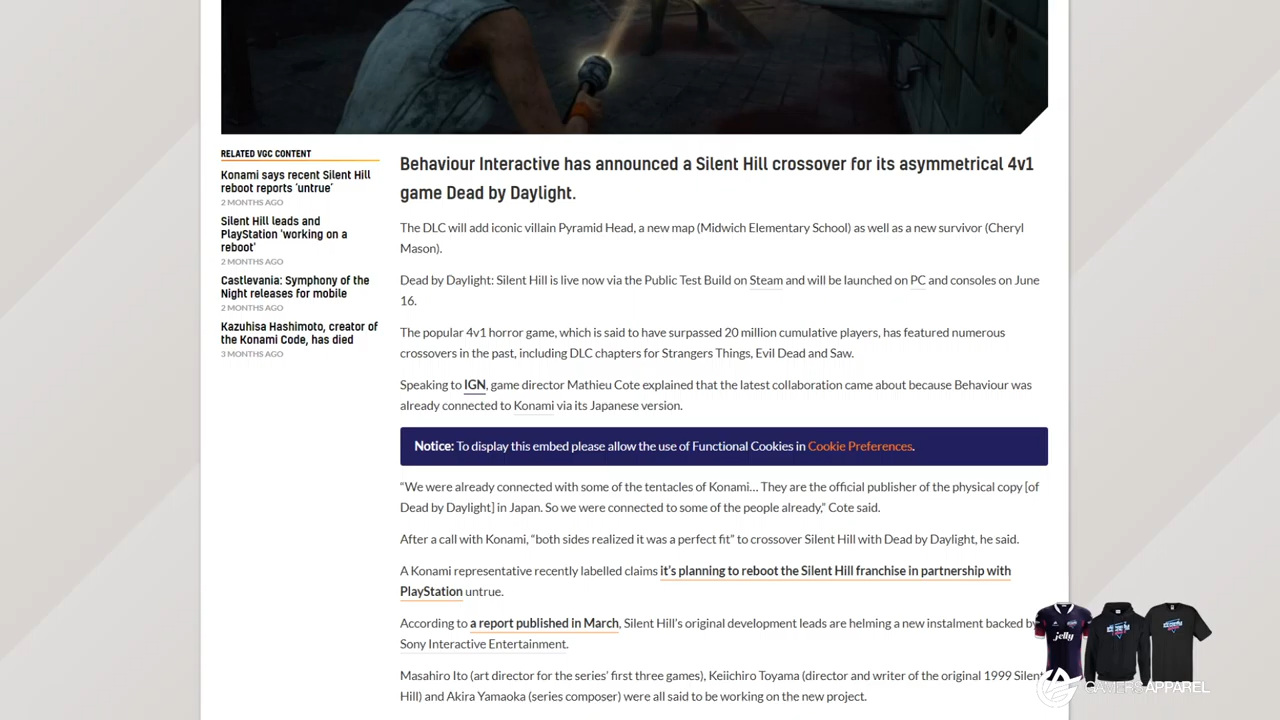 RELATED VGC CONTENT
Konami says recent Silent Hill
reboot reports ‘untrue’
2 MONTHS AGO
Silent Hill leads and
PlayStation ‘working on a
reboot’
2 MONTHS AGO
Castlevania: Symphony of the
Night releases for mobile
2 MONTHS AGO
Kazuhisa Hashimoto, creator of
the Konami Code, has died
3 MONTHS AGO
Behaviour Interactive has announced a Silent Hill crossover for its asymmetrical 4v1
game Dead by Daylight.
The DLC will add iconic villain Pyramid Head, a new map (Midwich Elementary School) as well as a new survivor (Cheryl
Mason).
Dead by Daylight: Silent Hill is live now via the Public Test Build on Steam and will be launched on PC and consoles on June
16.
The popular 4v1 horror game, which is said to have surpassed 20 million cumulative players, has featured numerous
crossovers in the past, including DLC chapters for Strangers Things, Evil Dead and Saw.
Speaking to IGN, game director Mathieu Cote explained that the latest collaboration came about because Behaviour was
already connected to Konami via its Japanese version.
Notice: To display this embed please allow the use of Functional Cookies in Cookie Preferences.
“We were already connected with some of the tentacles of Konami… They are the official publisher of the physical copy [of
Dead by Daylight] in Japan. So we were connected to some of the people already,” Cote said.
After a call with Konami, “both sides realized it was a perfect fit” to crossover Silent Hill with Dead by Daylight, he said.
A Konami representative recently labelled claims it’s planning to reboot the Silent Hill franchise in partnership with
PlayStation untrue.
According to a report published in March, Silent Hill’s original development leads are helming a new instalment backed by
Sony Interactive Entertainment.
Masahiro Ito (art director for the series’ first three games), Keiichiro Toyama (director and writer of the original 1999 Silent
Hill) and Akira Yamaoka (series composer) were all said to be working on the new project.
jelly
GAMERSAPPAREL